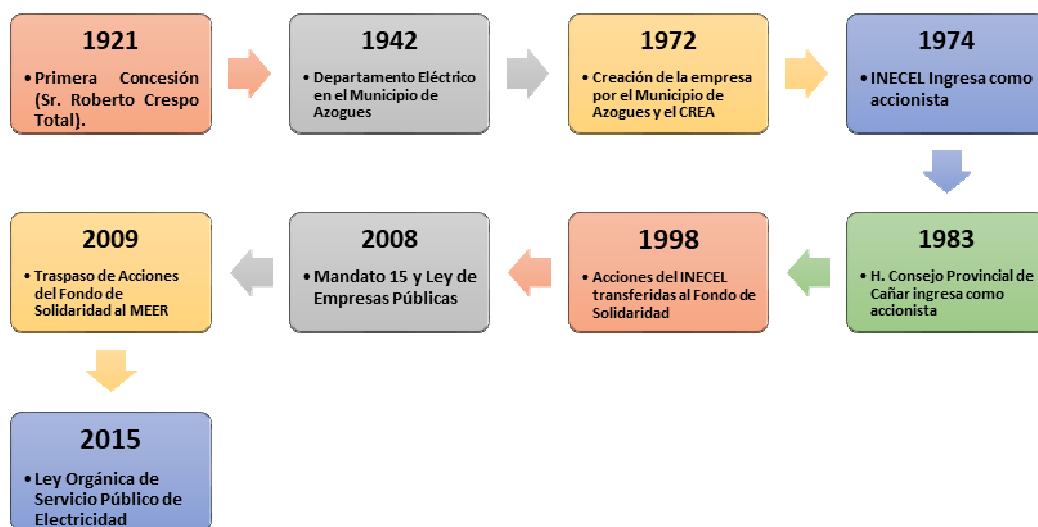 1921
• Primera Concesión
(Sr. Roberto Crespo
Total).
1942
• Departamento Eléctrico
en el Municipio de
Azogues
1972
• Creación de la empresa
por el Municipio de
Azogues y el CREA
1974
• INECEL Ingresa como
accionista
1983
• H. Consejo Provincial de
Cañar ingresa como
accionista
1998
• Acciones del INECEL
transferidas al Fondo de
Solidaridad
2008
• Mandato 15 y Ley de
Empresas Públicas
2009
• Traspaso de Acciones
del Fondo de
Solidaridad al MEER
2015
• Ley Orgánica de
Servicio Público de
Electricidad